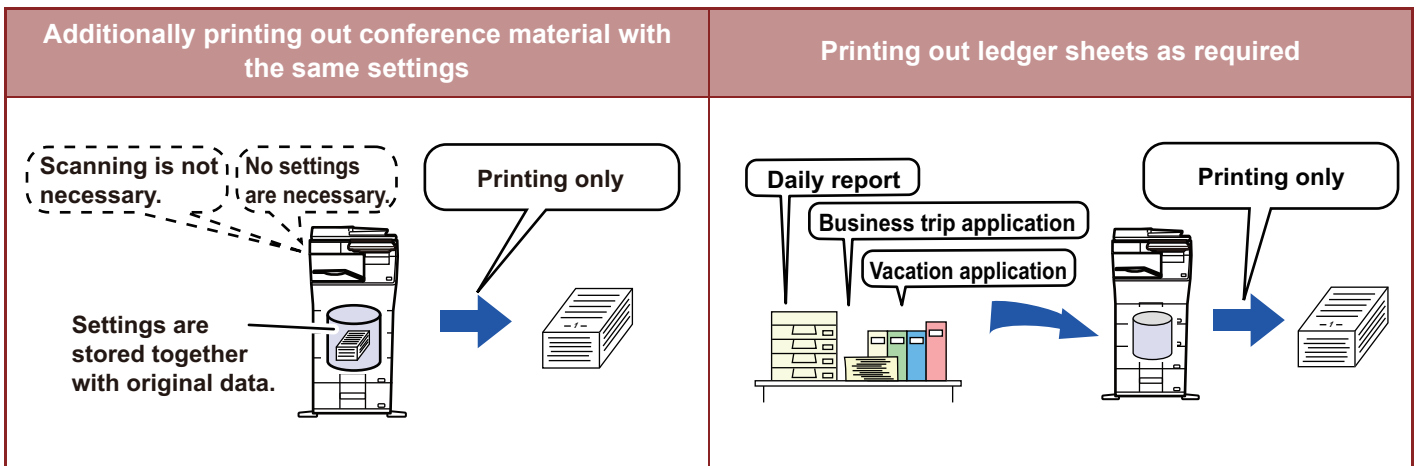 Additionally printing out conference material with
the same settings
Printing out ledger sheets as required
Scanning is not
necessary.
No settings
are necessary.
Printing only
Settings are
stored together
with original data.
-1-
Daily report
Business trip application
Vacation application
Printing only
-1-